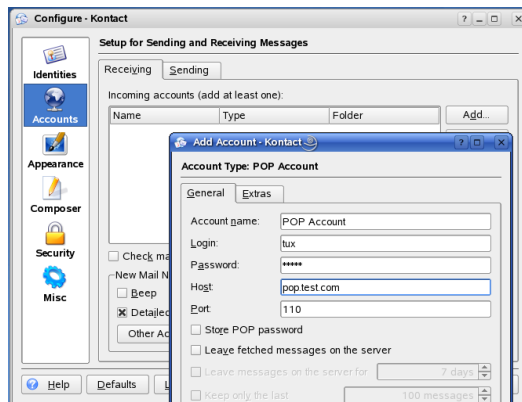 Configure - Kontact
Setup for Sending and Receiving Messages
Identities
Accounts
Appearance
Composer
Security
Misc
Receiving
Sending
Incoming accounts (add at least one):
Name
Type
Folder
Add...
Check ma
New Mail N
Beep
Detailed
Other Ac
Help
Defaults
Add Account - Kontact
Account Type: POP Account
General
Extras
Account name:
POP Account
Login:
tux
Password:
*****
Host:
pop.test.com
Port:
110
Store POP password
Leave fetched messages on the server
Leave messages on the server for
7 days
Keep only the last
100 messages